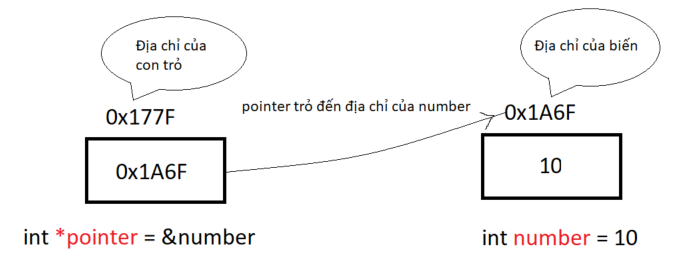 Địa chỉ của
con trỏ
Địa chỉ của biến
0x177F
pointer trỏ đến địa chỉ của number
0x1A6F
0x1A6F
10
int *pointer = &number
int number = 10